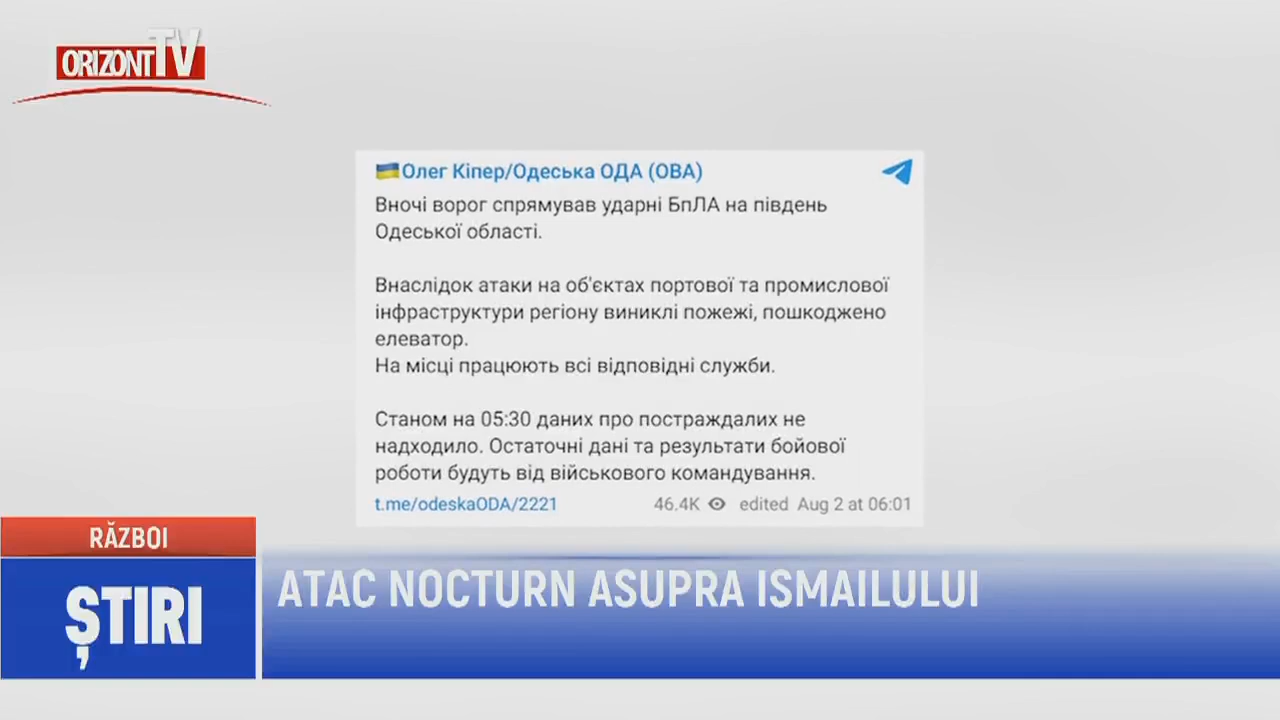 ORIZONT TV
Олег Кіпер/Одеська ОДА (ОВА)
Вночі ворог спрямував ударні БпЛА на південь
Одеської області.
Внаслідок атаки на об'єктах портової та промислової
інфраструктури регіону виниклі пожежі, пошкоджено
елеватор.
На місці працюють всі відповідні служби.
Станом на 05:30 даних про постраждалих не
надходило. Остаточні дані та результати бойової
роботи будуть від військового командування.
t.me/odeskaODA/2221 46.4K edited Aug 2 at 06:01
RĂZBOI
ȘTIRI
ATAC NOCTURN ASUPRA ISMAILULUI